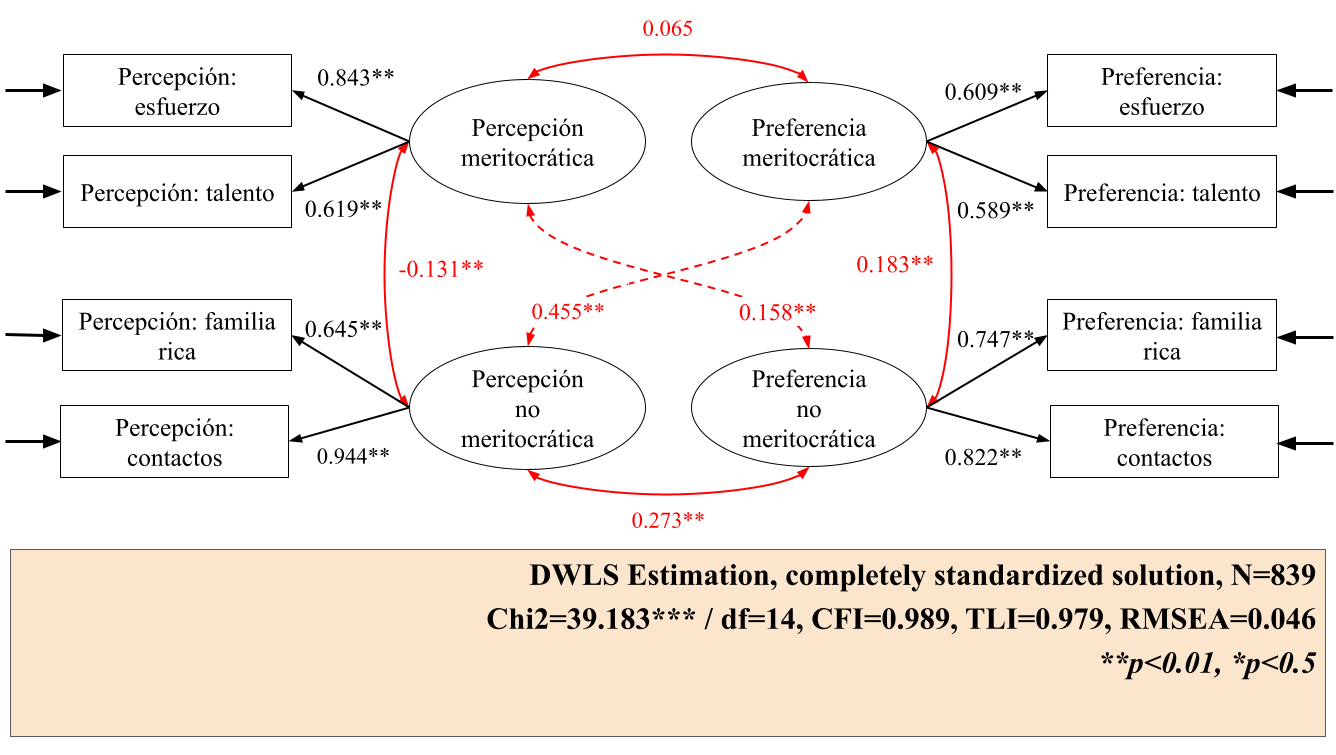 0.065
Percepción:
esfuerzo
0.843**
Percepción
meritocrática
Preferencia
meritocrática
0.609**
Preferencia:
esfuerzo
Percepción: talento
0.619**
0.589**
Preferencia: talento
-0.131**
0.183**
Percepción: familia
rica
0.645**
0.455**
0.158**
0.747**
Preferencia: familia
rica
Percepción
no
meritocrática
Preferencia
no
meritocrática
Percepción:
contactos
0.944**
0.822**
Preferencia:
contactos
0.273**
DWLS Estimation, completely standardized solution, N=839
Chi2=39.183*** / df=14, CFI=0.989, TLI=0.979, RMSEA=0.046
**p<0.01, *p<0.5